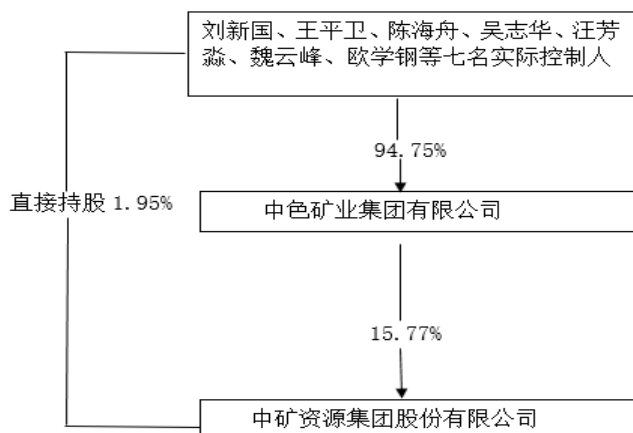 刘新国、王平卫、陈海舟、吴志华、汪芳
淼、魏云峰、欧学钢等七名实际控制人
94.75%
直接持股 1.95%
中色矿业集团有限公司
15.77%
中矿资源集团股份有限公司